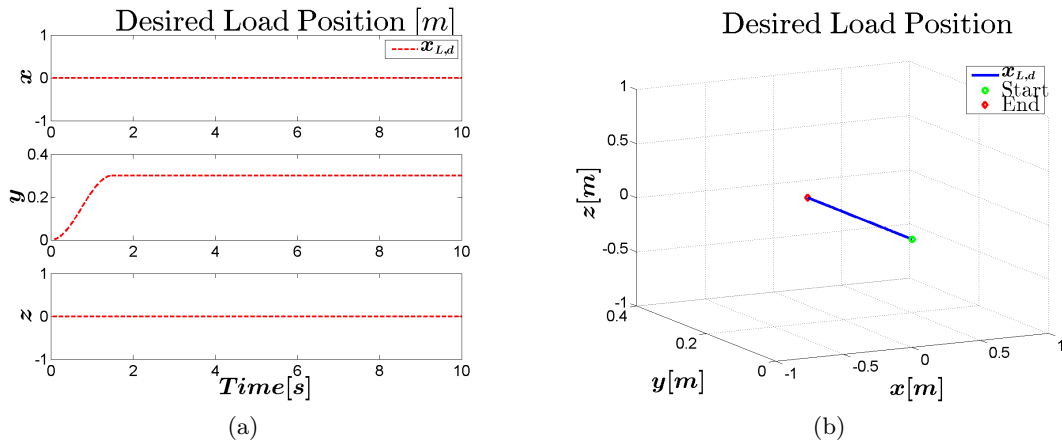 Desired Load Position [m]
1
x
0
-1
x_{L,d}
0 2 4 6 8 10
0.4
y
0.2
0
0 2 4 6 8 10
1
z
0
-1
0 2 4 6 8 10
Time[s]
(a)
Desired Load Position
x_{L,d}
Start
End
1
0.5
0
-0.5
-1
z[m]
0.4
0.2
0
y[m]
-1 -0.5 0 0.5 1
x[m]
(b)